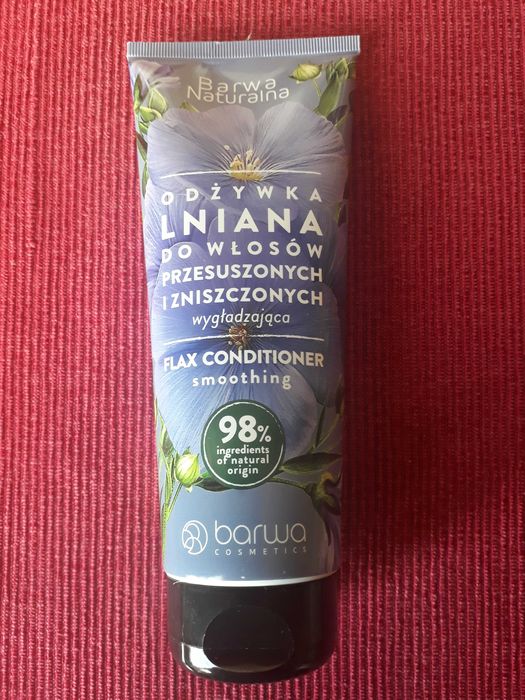 Barwa
Naturalna
ODŻYWKA
LNIANA
DO WŁOSÓW
PRZESUSZONYCH
I ZNISZCZONYCH
wygładzająca
FLAX CONDITIONER
smoothing
98%
ingredients
of natural
origin
barwa
COSMETICS